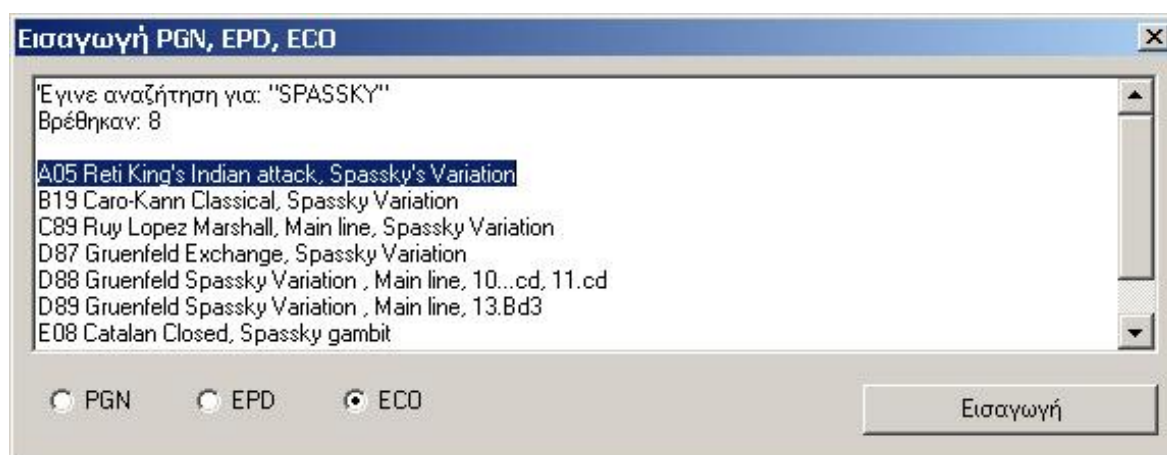 Εισαγωγή PGN, EPD, ECO
Έγινε αναζήτηση για: "SPASSKY"
Βρέθηκαν: 8
A05 Reti King's Indian attack, Spassky's Variation
B19 Caro-Kann Classical, Spassky Variation
C89 Ruy Lopez Marshall, Main line, Spassky Variation
D87 Gruenfeld Exchange, Spassky Variation
D88 Gruenfeld Spassky Variation , Main line, 10...cd, 11.cd
D89 Gruenfeld Spassky Variation , Main line, 13.Bd3
E08 Catalan Closed, Spassky gambit
PGN EPD ECO Εισαγωγή